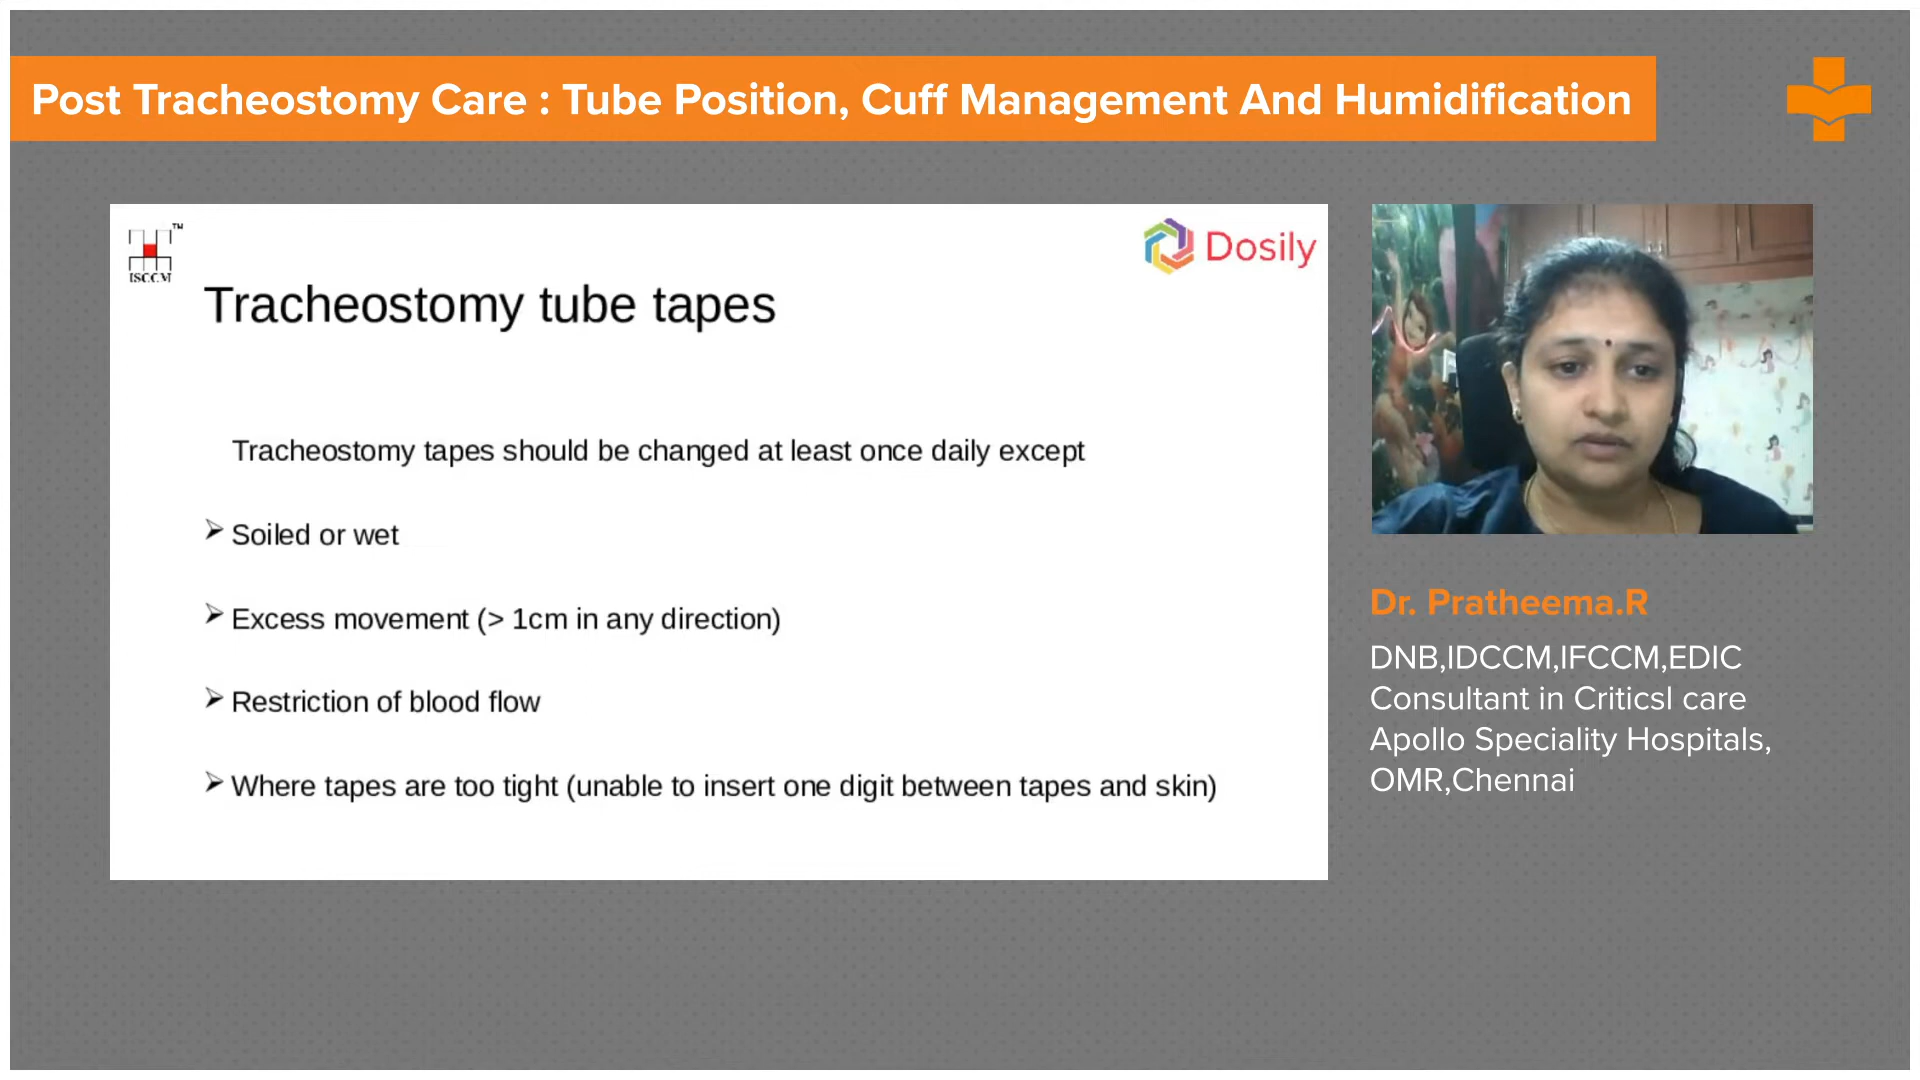 Post Tracheostomy Care : Tube Position, Cuff Management And Humidification
TM
ISCCM
Dosily
Tracheostomy tube tapes
Tracheostomy tapes should be changed at least once daily except
Soiled or wet
Excess movement (> 1cm in any direction)
Restriction of blood flow
Where tapes are too tight (unable to insert one digit between tapes and skin)
Dr. Pratheema.R
DNB,IDCCM,IFCCM,EDIC
Consultant in Criticsl care
Apollo Speciality Hospitals,
OMR,Chennai